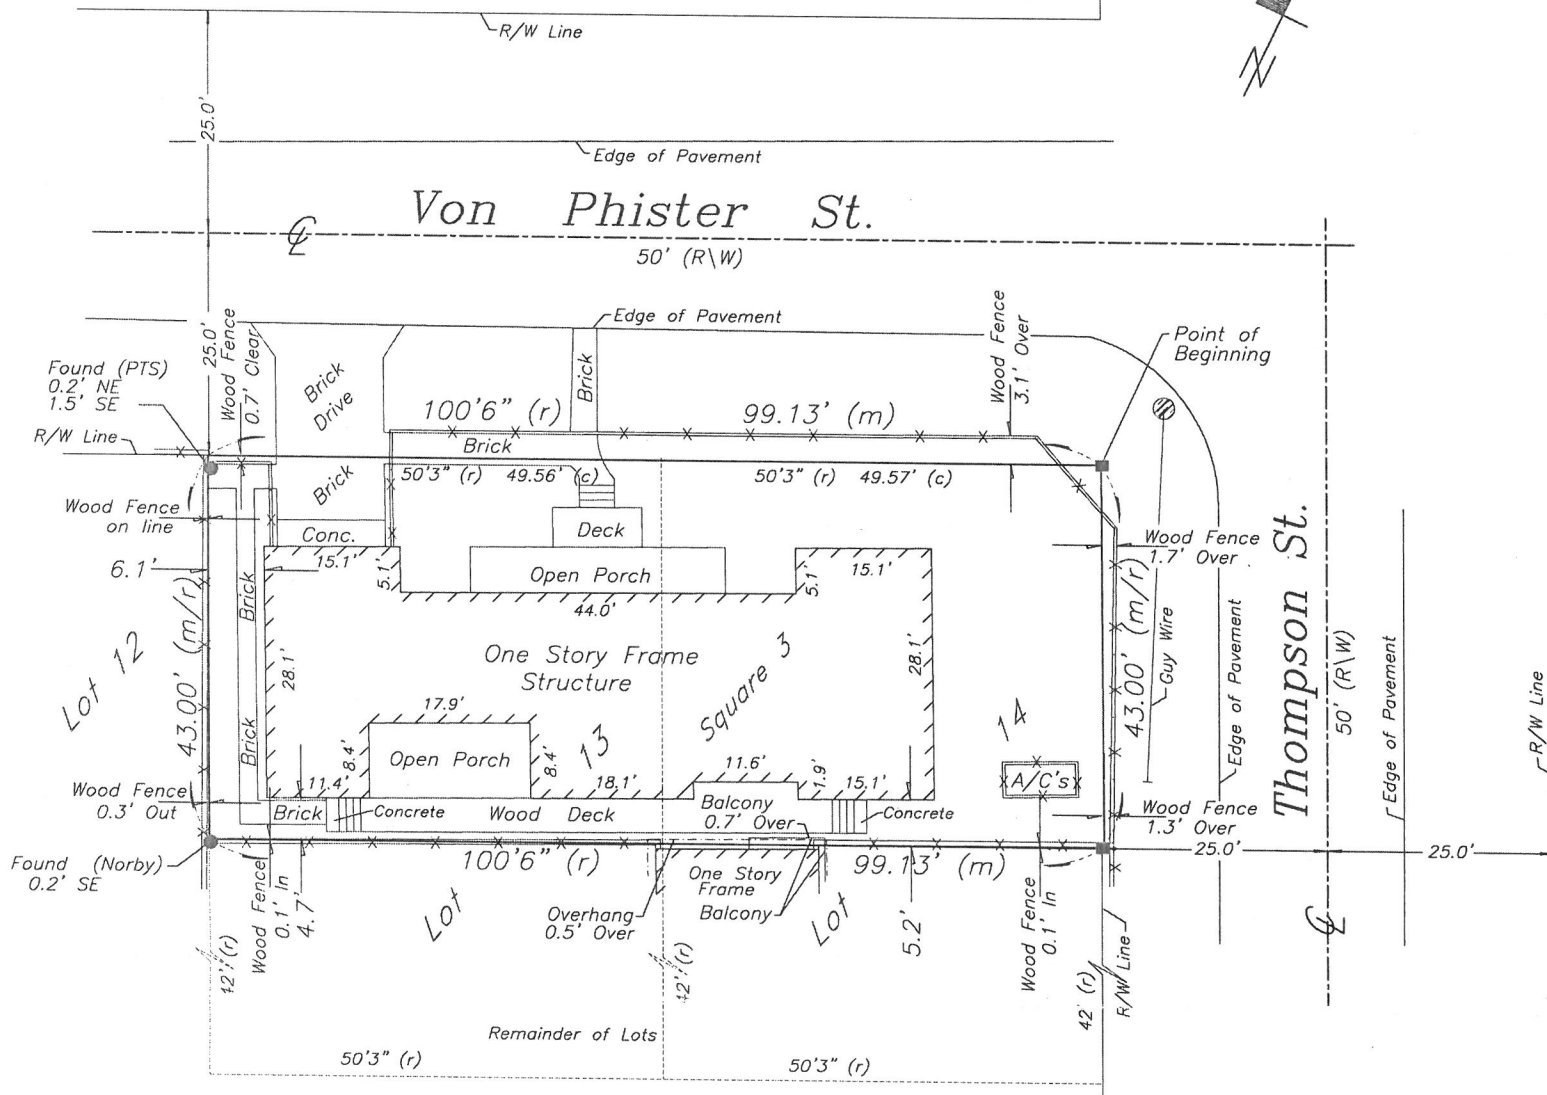 R/W Line
N
25.0'
Edge of Pavement
Von Phister St.
℄
50' (R\W)
25.0'
Wood Fence
0.7' Clear
Edge of Pavement
Wood Fence
3.1' Over
Point of
Beginning
Found (PTS)
0.2' NE
1.5' SE
R/W Line
Brick
Drive
Brick
100'6" (r)
99.13' (m)
Brick
50'3" (r)
49.56' (c)
50'3" (r)
49.57' (c)
Brick
Wood Fence
on line
Conc.
Deck
Wood Fence
1.7' Over
6.1'
15.1'
5.1'
Open Porch
44.0'
5.1'
15.1'
Brick
43.00' (m/r)
Lot 12
28.1'
One Story Frame
Structure
Square 3
28.1'
14
43.00' (m/r)
Guy Wire
Edge of Pavement
Thompson St.
50' (R\W)
Edge of Pavement
R/W Line
17.9'
8.4'
Open Porch
8.4'
13
Brick
11.4'
18.1'
11.6'
1.9'
15.1'
A/C's
Wood Fence
0.3' Out
Brick
Concrete
Wood Deck
Balcony
0.7' Over
Concrete
Wood Fence
1.3' Over
Found (Norby)
0.2' SE
100'6" (r)
One Story
Frame
99.13' (m)
25.0'
25.0'
Wood Fence
0.1' In
4.7'
Lot
Overhang
0.5' Over
Balcony
Lot
5.2'
Wood Fence
0.1' In
℄
42' (r)
42' (r)
42' (r)
R/W Line
Remainder of Lots
50'3" (r)
50'3" (r)